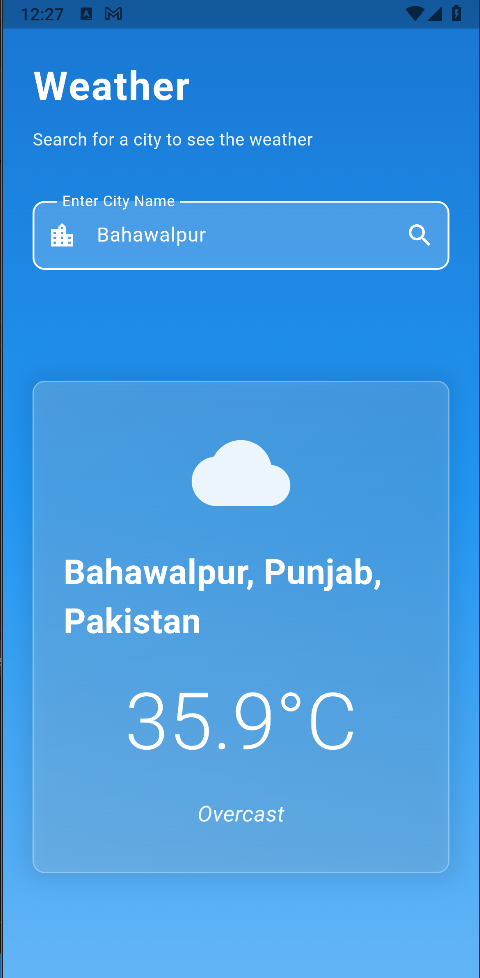 12:27
Weather
Search for a city to see the weather
Enter City Name
Bahawalpur
Bahawalpur, Punjab,
Pakistan
35.9°C
Overcast